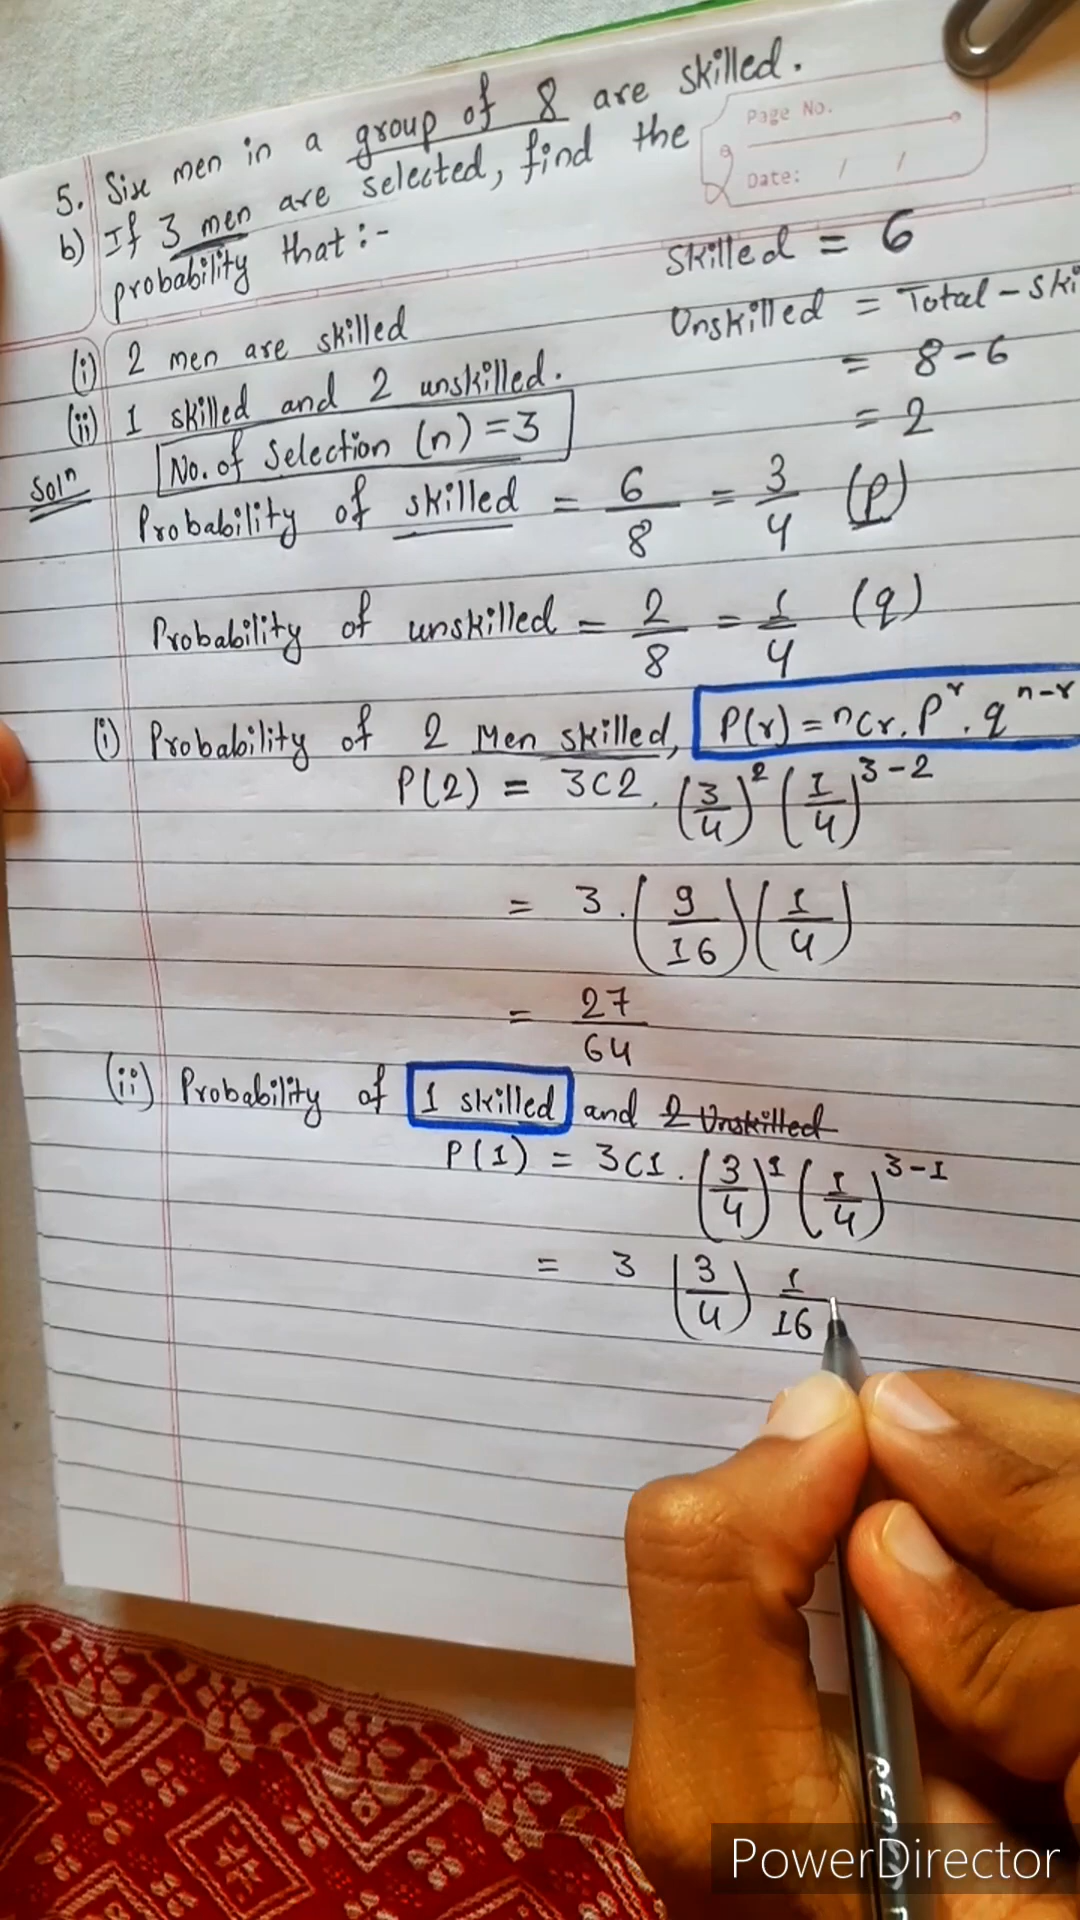 5. Six men in a group of 8 are skilled.
b) If 3 men are selected, find the
probability that :-
Page No.
Date: / /
(i) 2 men are skilled
(ii) 1 skilled and 2 unskilled.
Skilled = 6
Unskilled = Total - Ski
= 8-6
= 2
Soln
No. of Selection (n) = 3
Probability of skilled = 6/8 = 3/4 (p)
Probability of unskilled = 2/8 = 1/4 (q)
(i) Probability of 2 Men skilled, P(r) = nCr. P^r. q^n-r
P(2) = 3C2. (3/4)^2 (1/4)^3-2
= 3. (9/16) (1/4)
= 27/64
(ii) Probability of 1 skilled and 2 Unskilled
P(1) = 3C1. (3/4)^1 (1/4)^3-1
= 3 (3/4) 1/16
PowerDirector